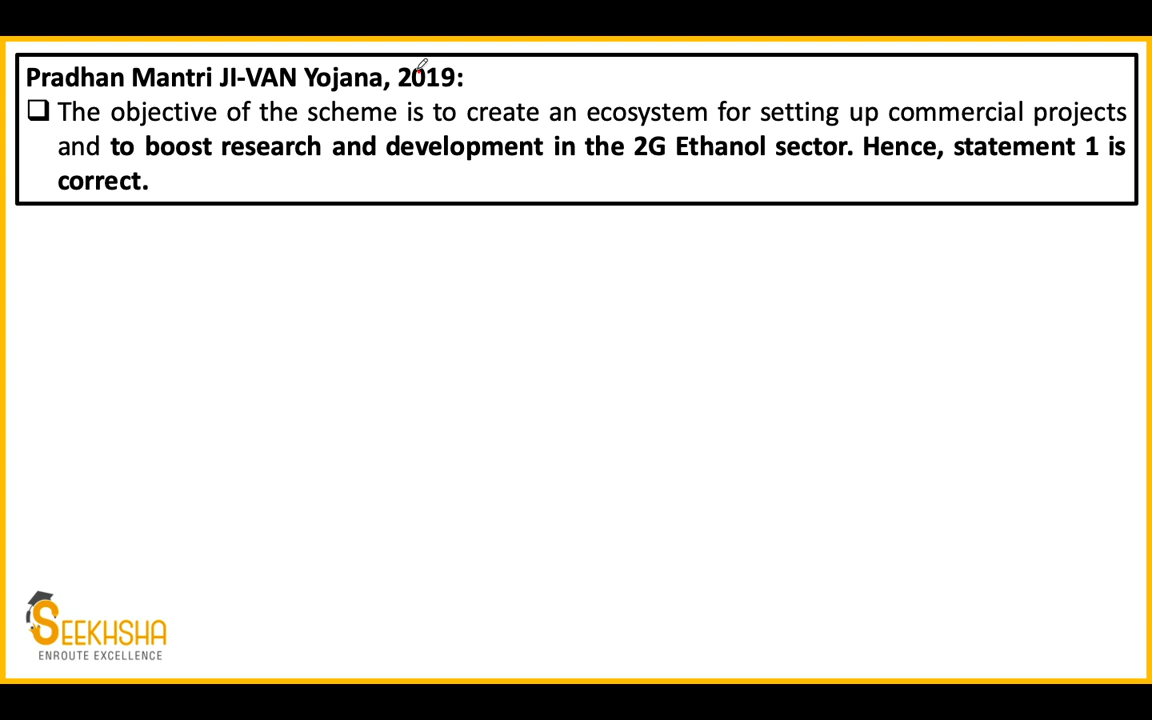 Pradhan Mantri JI-VAN Yojana, 2019:
❑ The objective of the scheme is to create an ecosystem for setting up commercial projects
and to boost research and development in the 2G Ethanol sector. Hence, statement 1 is
correct.
SEEKHSHA
ENROUTE EXCELLENCE